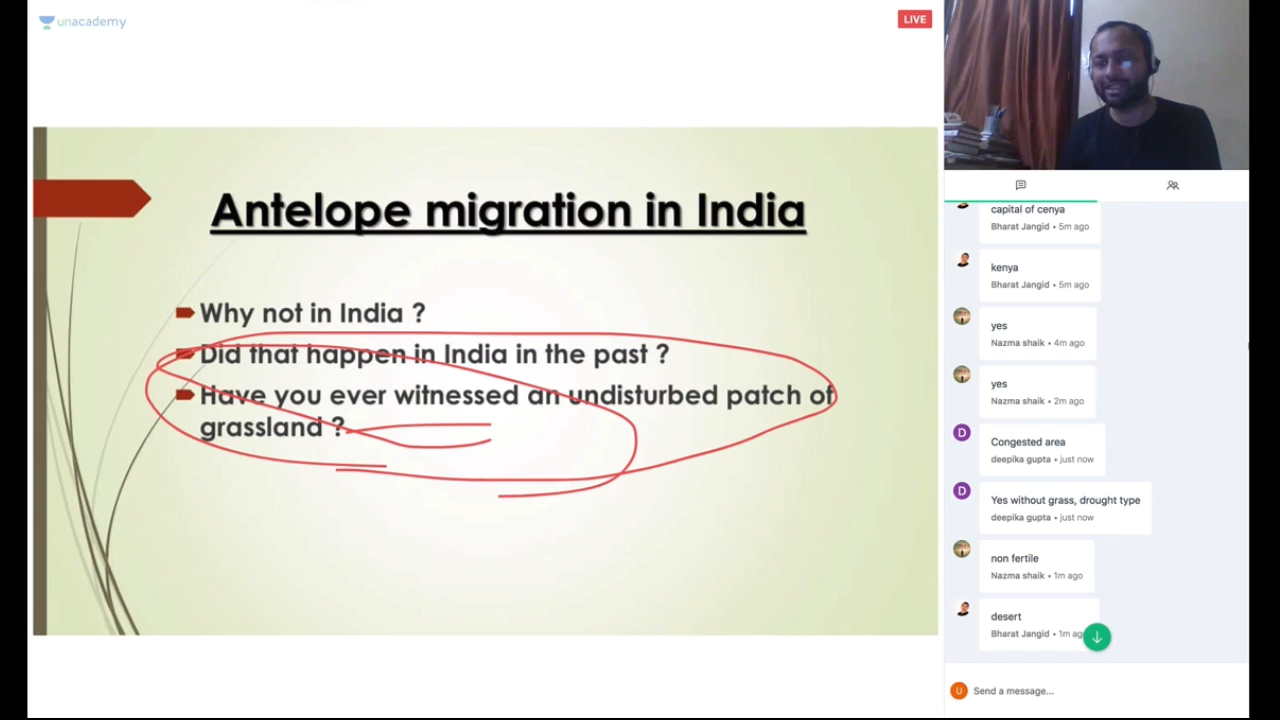 unacademy
LIVE
Antelope migration in India
Why not in India ?
Did that happen in India in the past ?
Have you ever witnessed an undisturbed patch of
grassland ?
capital of cenya
Bharat Jangid • 5m ago
kenya
Bharat Jangid • 5m ago
yes
Nazma shaik • 4m ago
yes
Nazma shaik • 2m ago
D
Congested area
deepika gupta • just now
D
Yes without grass, drought type
deepika gupta • just now
non fertile
Nazma shaik • 1m ago
desert
Bharat Jangid • 1m ag
U
Send a message...